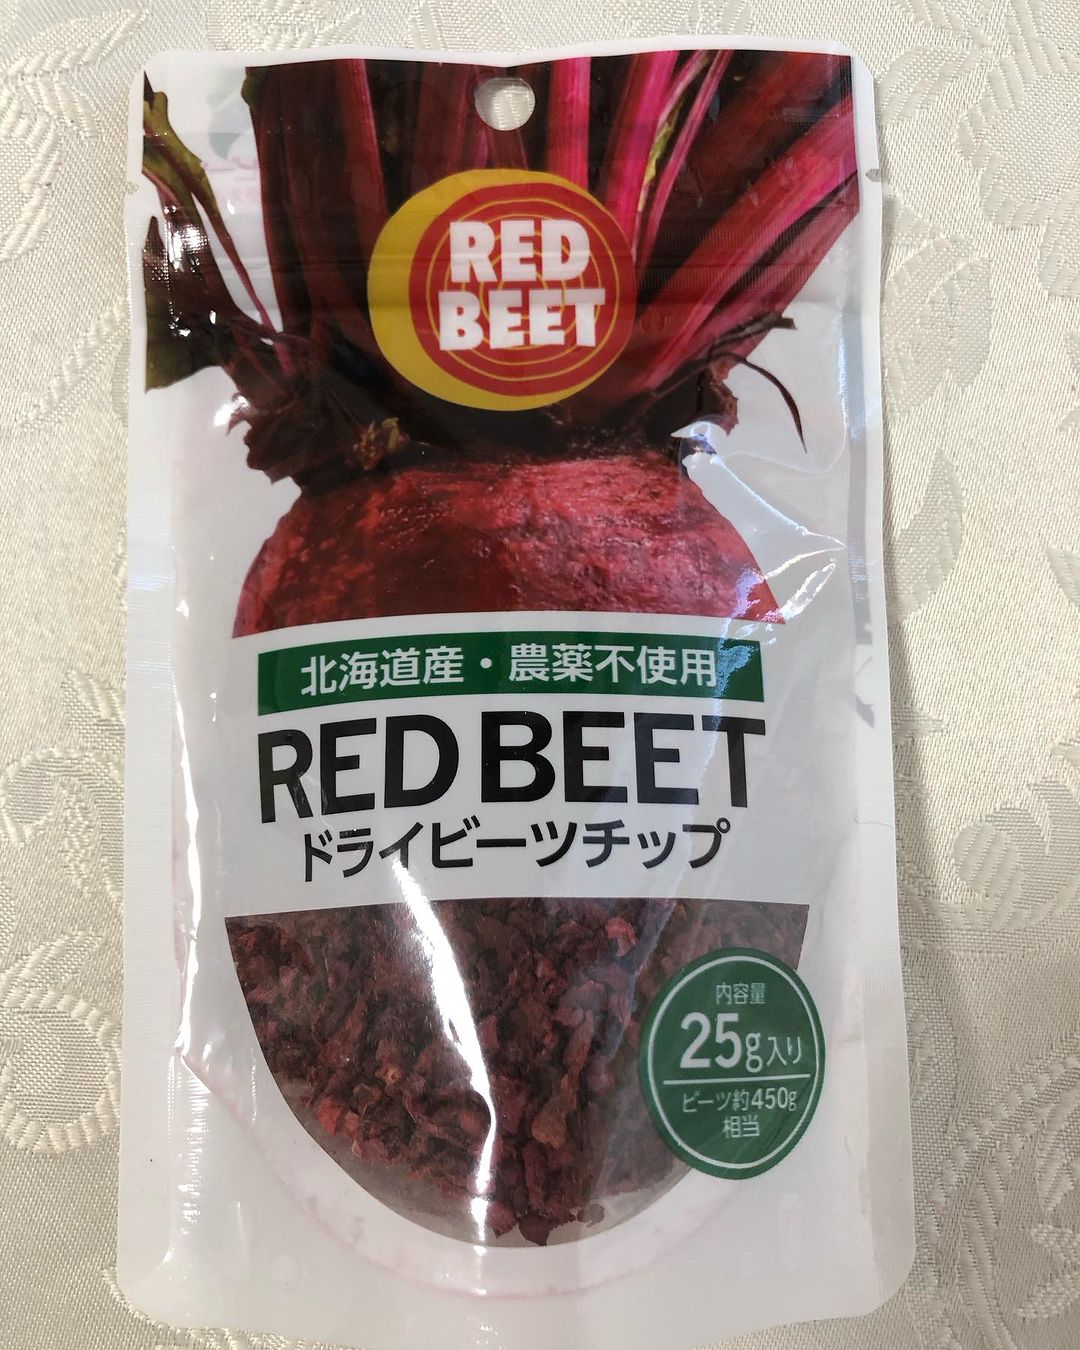 RED
BEET
北海道産・農薬不使用
RED BEET
ドライビーツチップ
内容量
25g入り
ビーツ約450g
相当